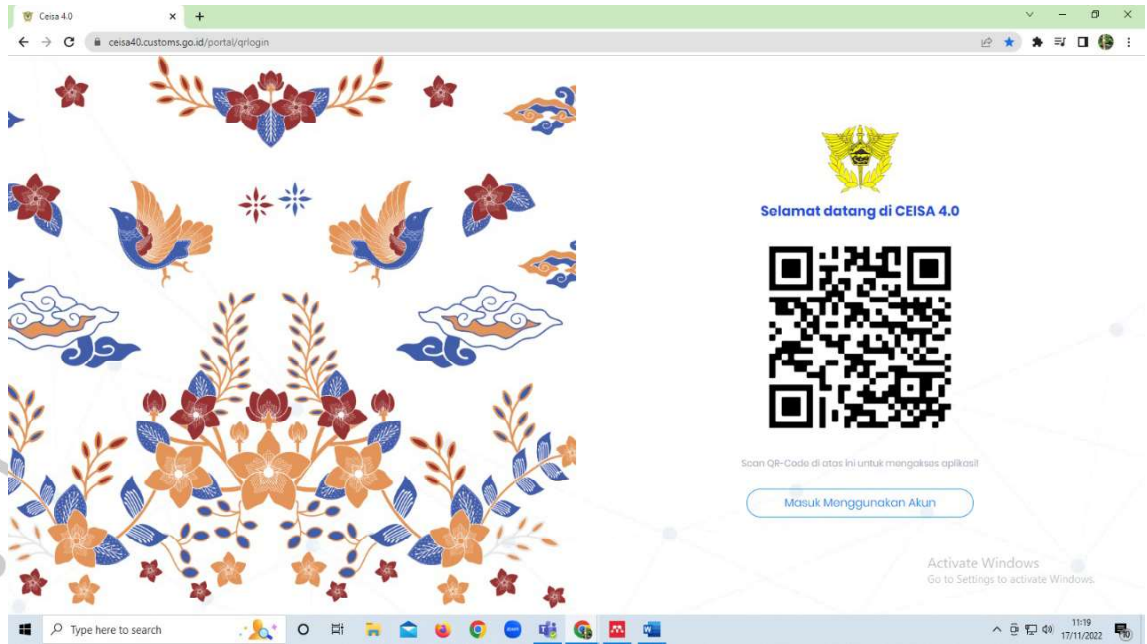 Ceisa 4.0
ceisa40.customs.go.id/portal/qrlogin
Selamat datang di CEISA 4.0
Scan QR-Code di atas ini untuk mengakses aplikasi!
Masuk Menggunakan Akun
Activate Windows
Go to Settings to activate Windows.
Type here to search
11:19
17/11/2022